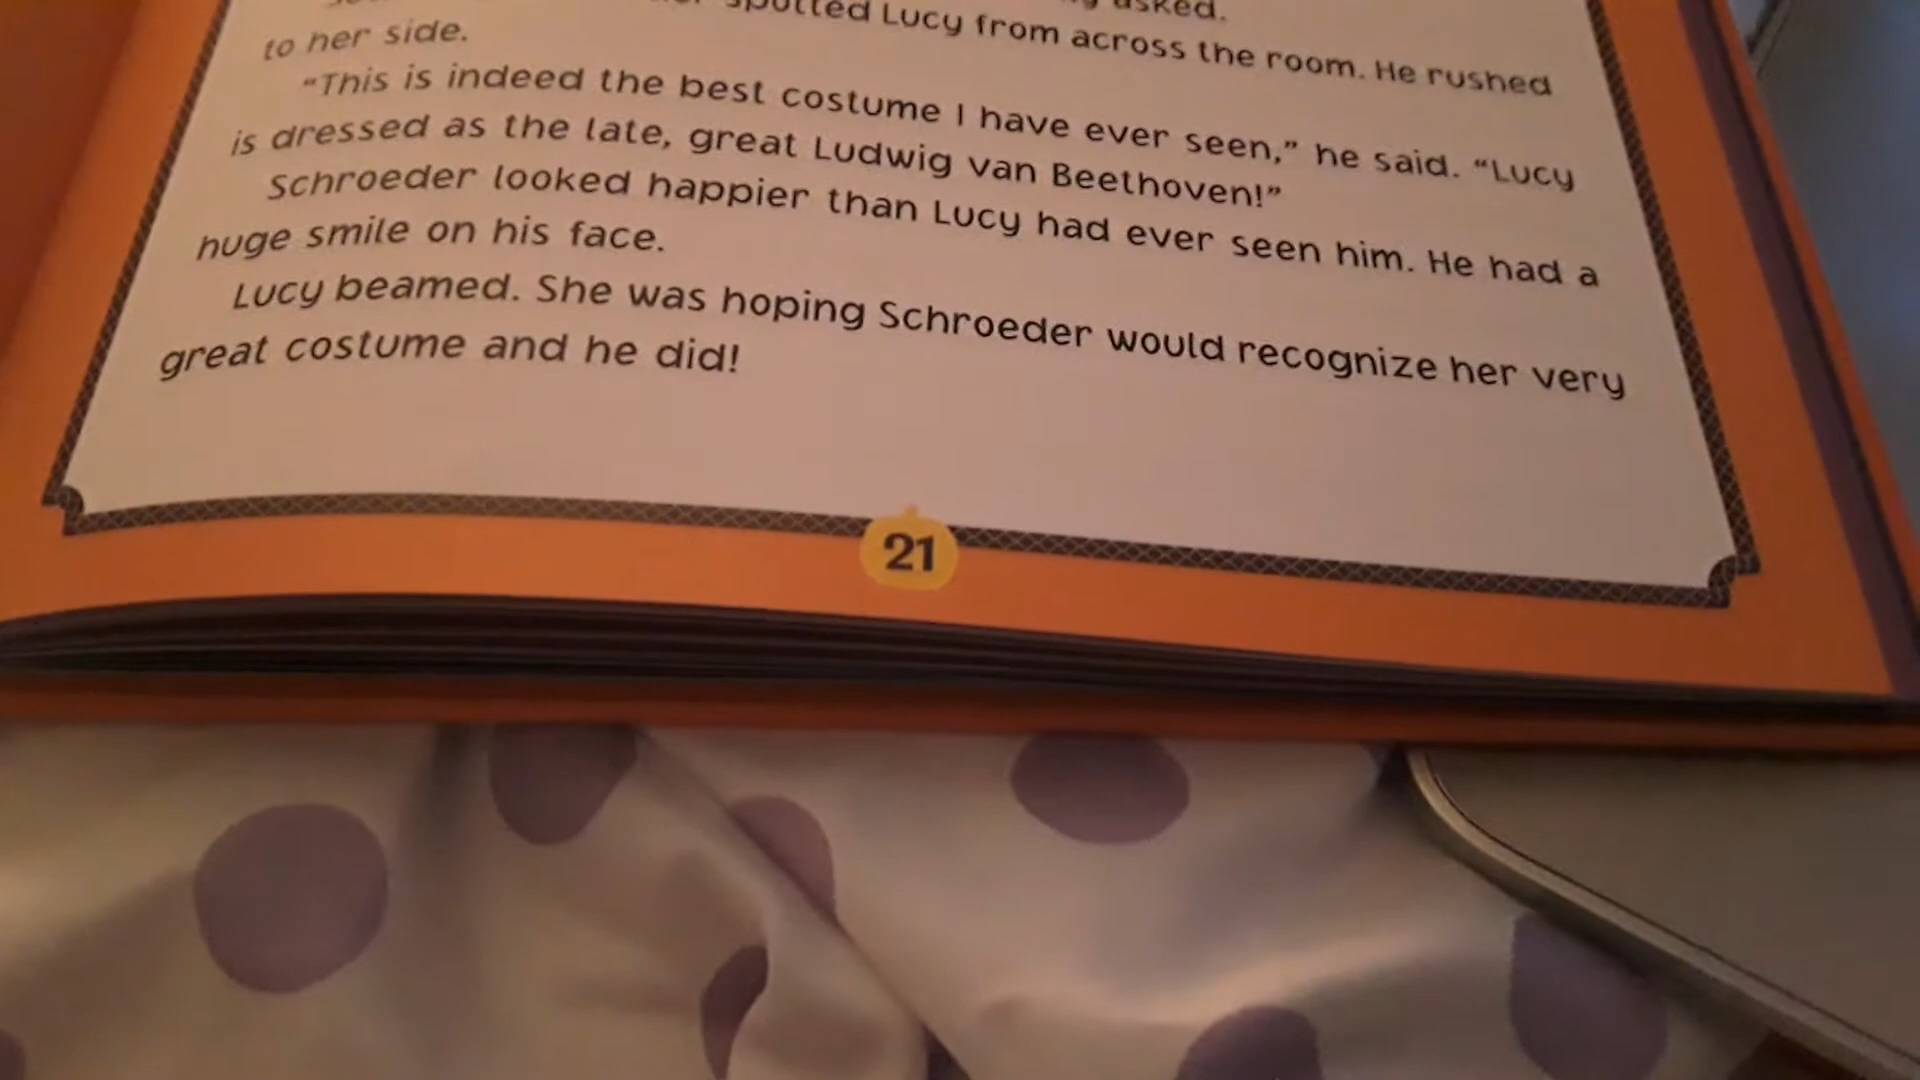 asked.
spotted Lucy from across the room. He rushed
to her side.
“This is indeed the best costume I have ever seen,” he said. “Lucy
is dressed as the late, great Ludwig van Beethoven!”
Schroeder looked happier than Lucy had ever seen him. He had a
huge smile on his face.
Lucy beamed. She was hoping Schroeder would recognize her very
great costume and he did!
21